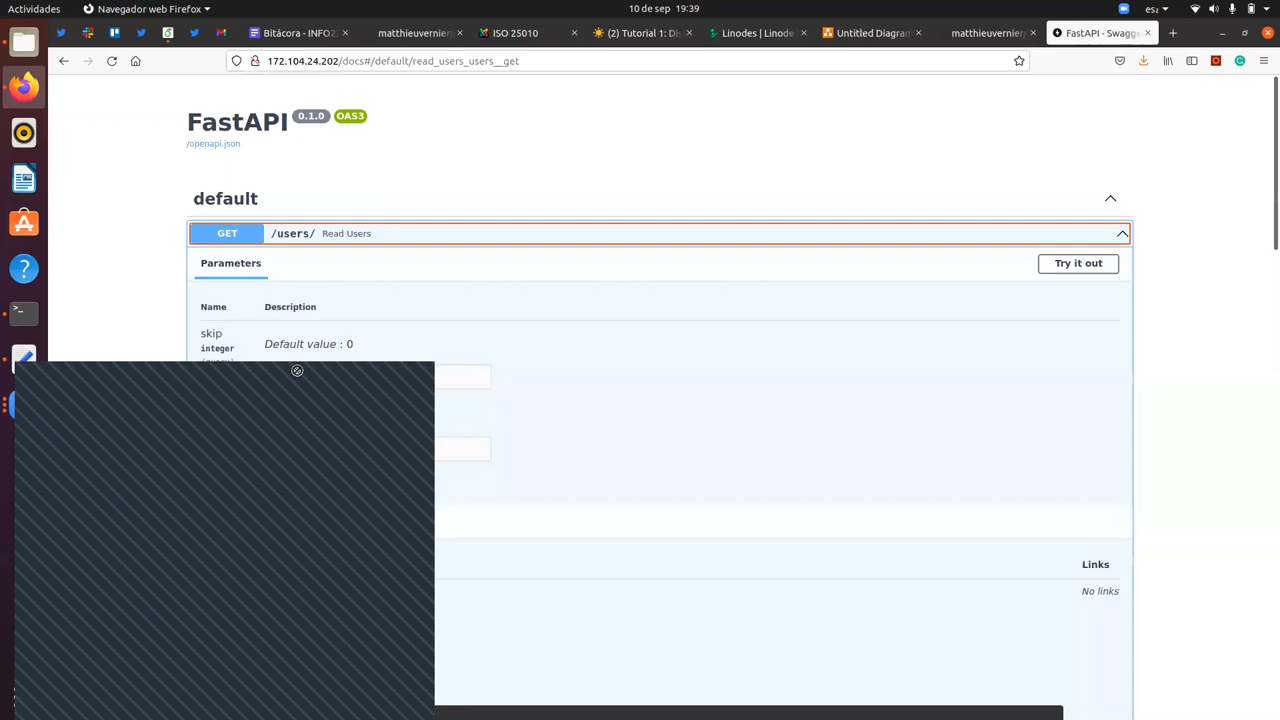 Actividades
Navegador web Firefox
10 de sep 19:39
es₂
Bitácora - INFO2
matthieuvernier
ISO 25010
(2) Tutorial 1: Di
Linodes | Linode
Untitled Diagram
matthieuvernier
FastAPI - Swagge
172.104.24.202/docs#/default/read_users_users__get
FastAPI 0.1.0 OAS3
/openapi.json
default
GET /users/ Read Users
Parameters
Try it out
Name Description
skip
integer
Default value : 0
Links
No links